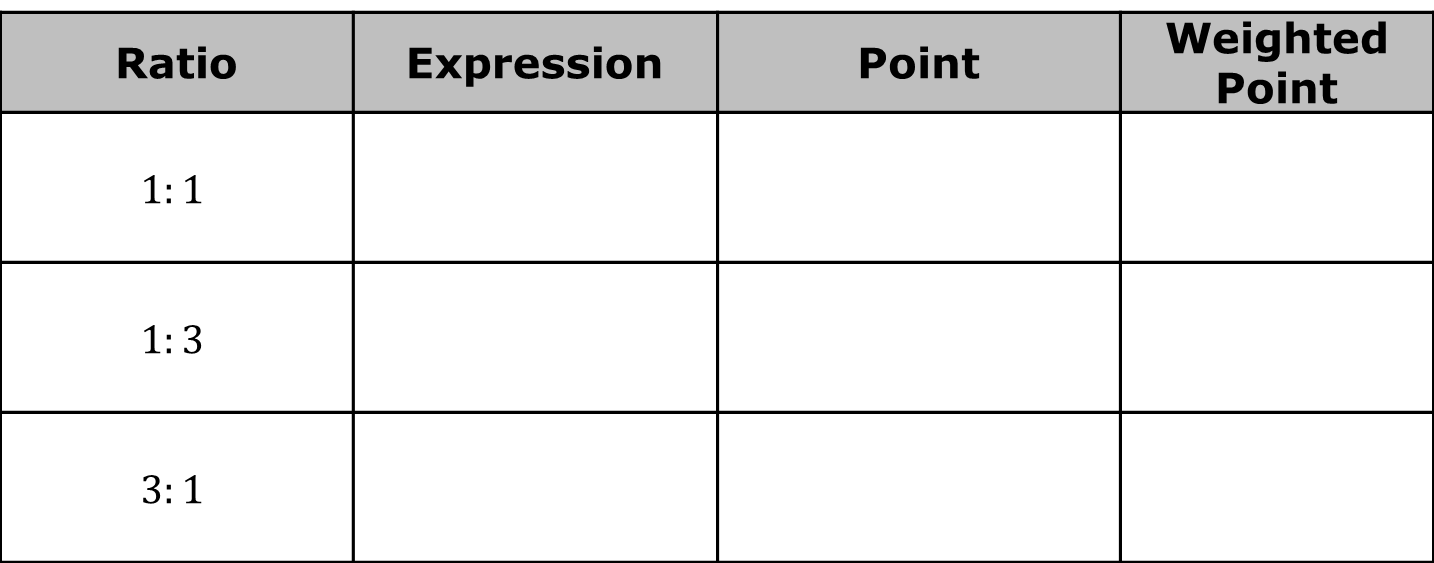 Ratio
Expression
Point
Weighted
Point
1: 1
1: 3
3: 1